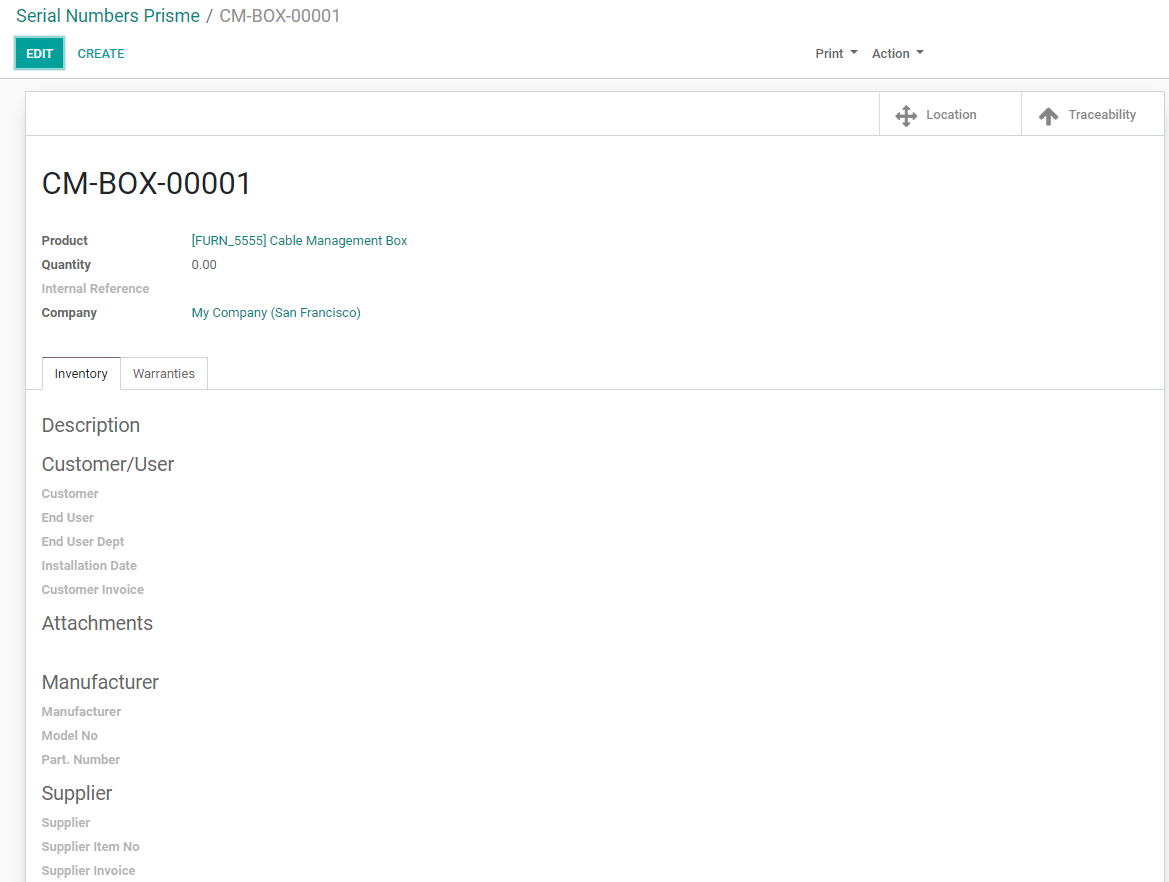 Serial Numbers Prisme / CM-BOX-00001
EDIT CREATE Print Action
Location Traceability
CM-BOX-00001
Product [FURN_5555] Cable Management Box
Quantity 0.00
Internal Reference
Company My Company (San Francisco)
Inventory Warranties
Description
Customer/User
Customer
End User
End User Dept
Installation Date
Customer Invoice
Attachments
Manufacturer
Manufacturer
Model No
Part. Number
Supplier
Supplier
Supplier Item No
Supplier Invoice